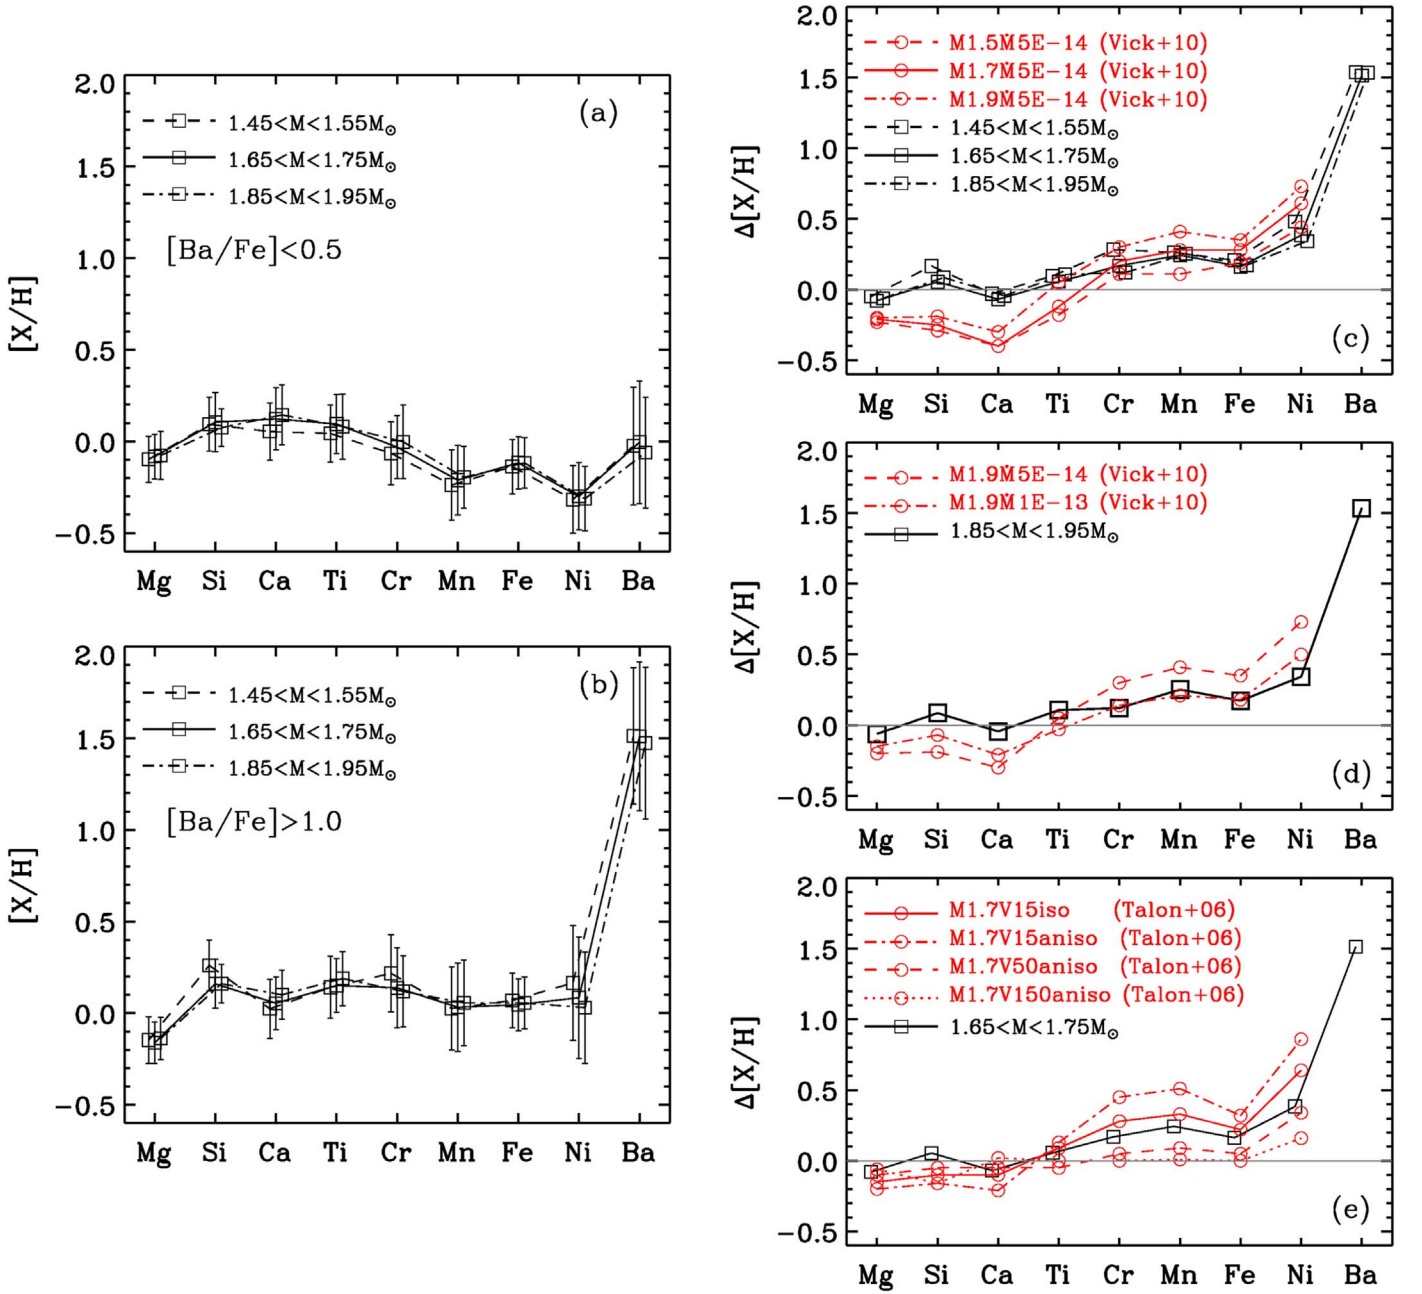 2.0
1.5
1.0
0.5
0.0
−0.5
[X/H]
(a)
1.45<M<1.55M⊙
1.65<M<1.75M⊙
1.85<M<1.95M⊙
[Ba/Fe]<0.5
Mg Si Ca Ti Cr Mn Fe Ni Ba
2.0
1.5
1.0
0.5
0.0
−0.5
[X/H]
(b)
1.45<M<1.55M⊙
1.65<M<1.75M⊙
1.85<M<1.95M⊙
[Ba/Fe]>1.0
Mg Si Ca Ti Cr Mn Fe Ni Ba
2.0
1.5
1.0
0.5
0.0
−0.5
Δ[X/H]
M1.5Ṁ5E−14 (Vick+10)
M1.7Ṁ5E−14 (Vick+10)
M1.9Ṁ5E−14 (Vick+10)
1.45<M<1.55M⊙
1.65<M<1.75M⊙
1.85<M<1.95M⊙
(c)
Mg Si Ca Ti Cr Mn Fe Ni Ba
2.0
1.5
1.0
0.5
0.0
−0.5
Δ[X/H]
M1.9Ṁ5E−14 (Vick+10)
M1.9Ṁ1E−13 (Vick+10)
1.85<M<1.95M⊙
(d)
Mg Si Ca Ti Cr Mn Fe Ni Ba
2.0
1.5
1.0
0.5
0.0
−0.5
Δ[X/H]
M1.7V15iso (Talon+06)
M1.7V15aniso (Talon+06)
M1.7V50aniso (Talon+06)
M1.7V150aniso (Talon+06)
1.65<M<1.75M⊙
(e)
Mg Si Ca Ti Cr Mn Fe Ni Ba